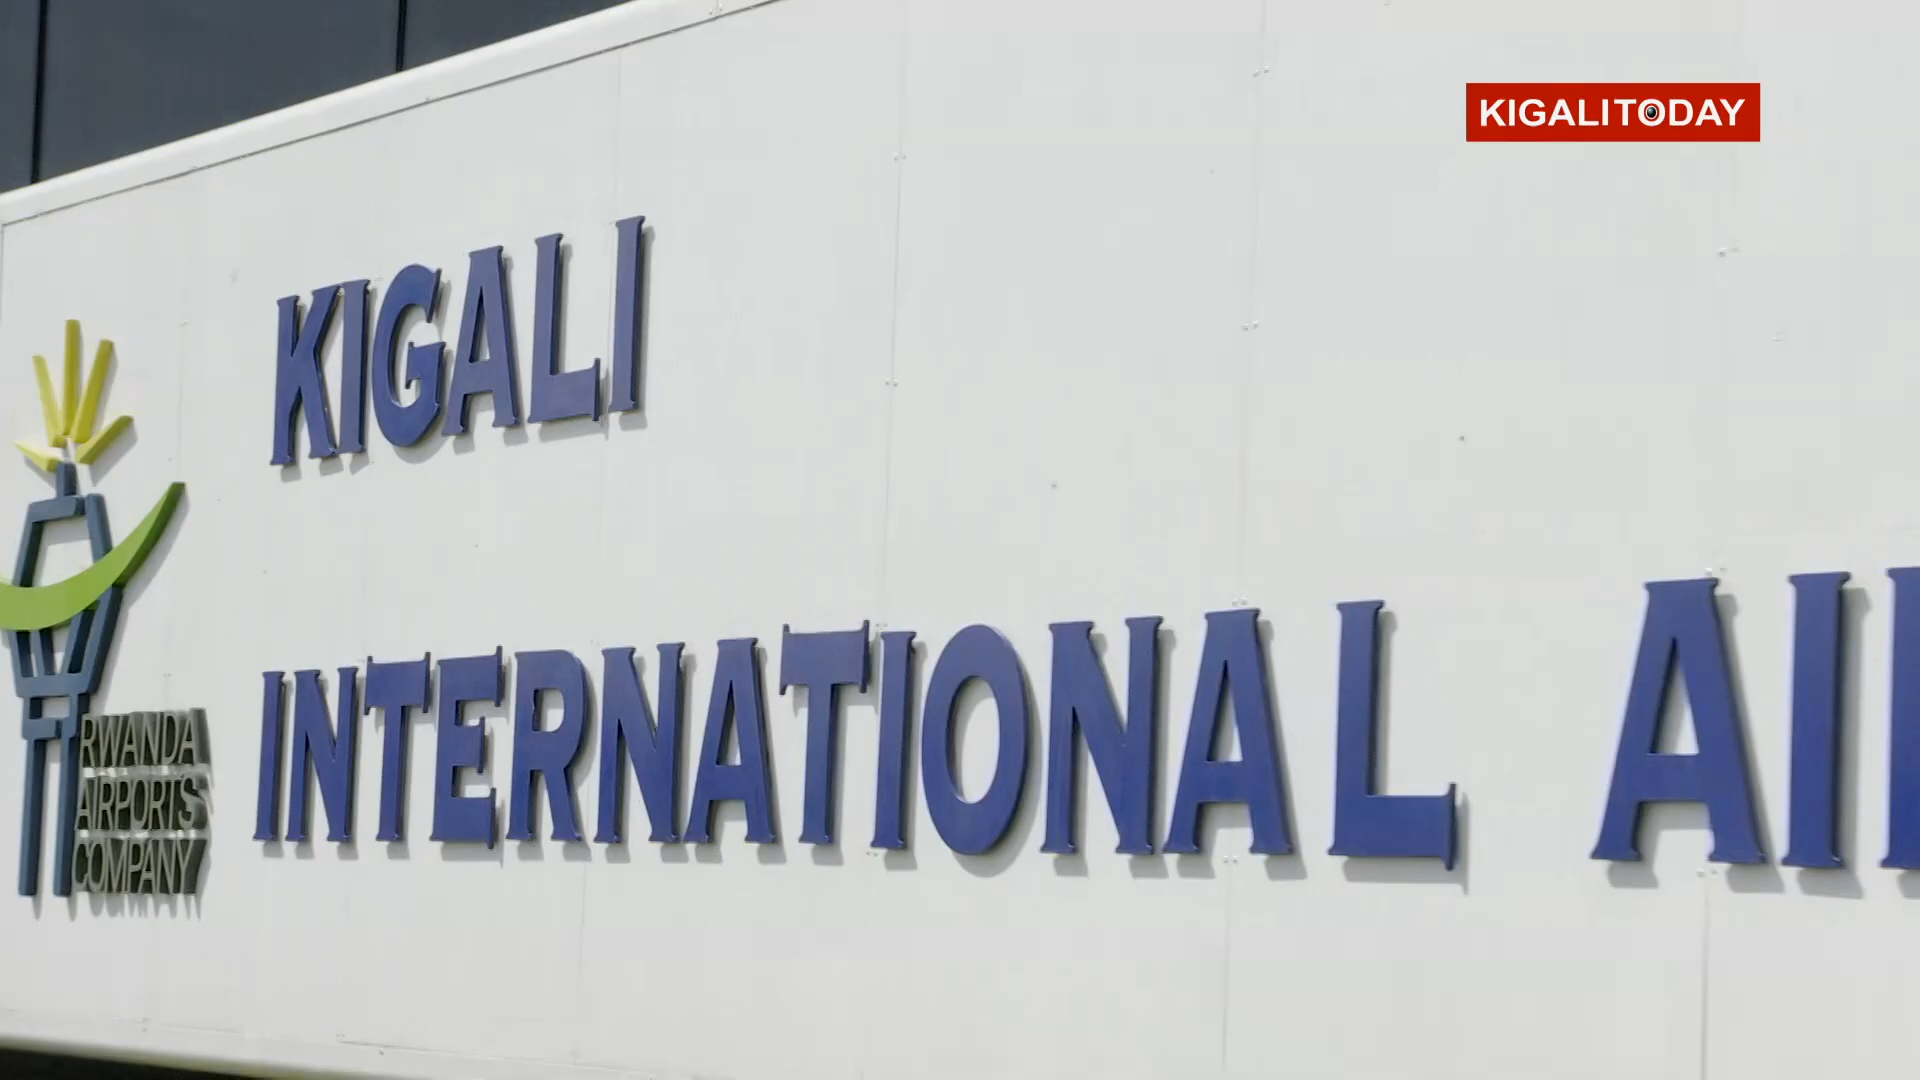 KIGALITODAY
KIGALI
INTERNATIONAL AI
RWANDA
AIRPORTS
COMPANY